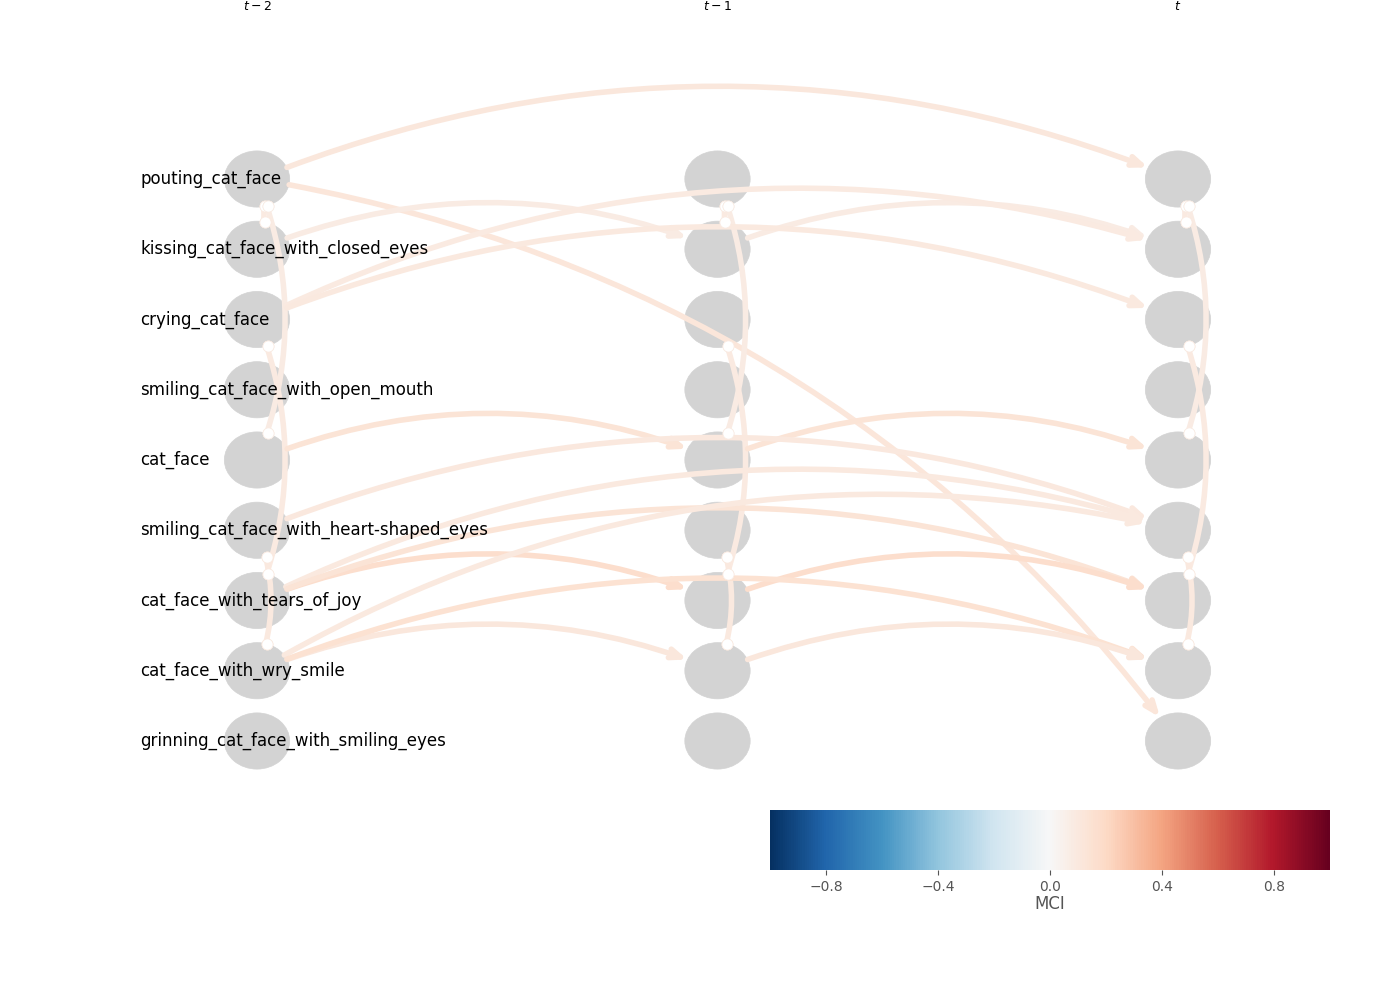 t − 2 t − 1 t
pouting_cat_face
kissing_cat_face_with_closed_eyes
crying_cat_face
smiling_cat_face_with_open_mouth
cat_face
smiling_cat_face_with_heart-shaped_eyes
cat_face_with_tears_of_joy
cat_face_with_wry_smile
grinning_cat_face_with_smiling_eyes
−0.8 −0.4 0.0 0.4 0.8
MCI